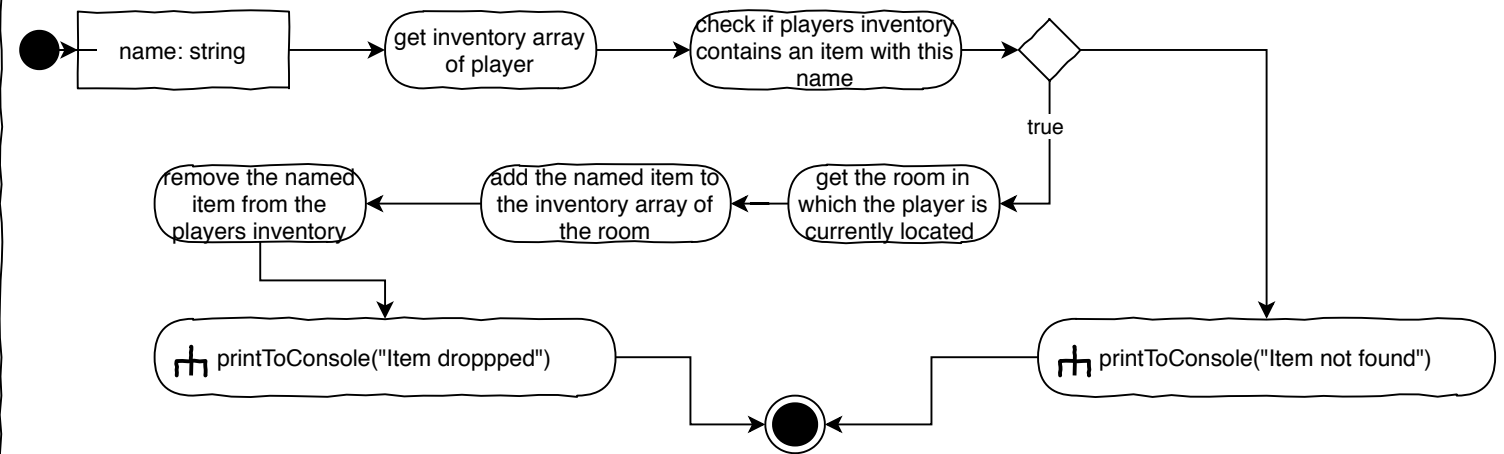 name: string
get inventory array
of player
check if players inventory
contains an item with this
name
true
remove the named
item from the
players inventory
add the named item to
the inventory array of
the room
get the room in
which the player is
currently located
printToConsole("Item droppped")
printToConsole("Item not found")